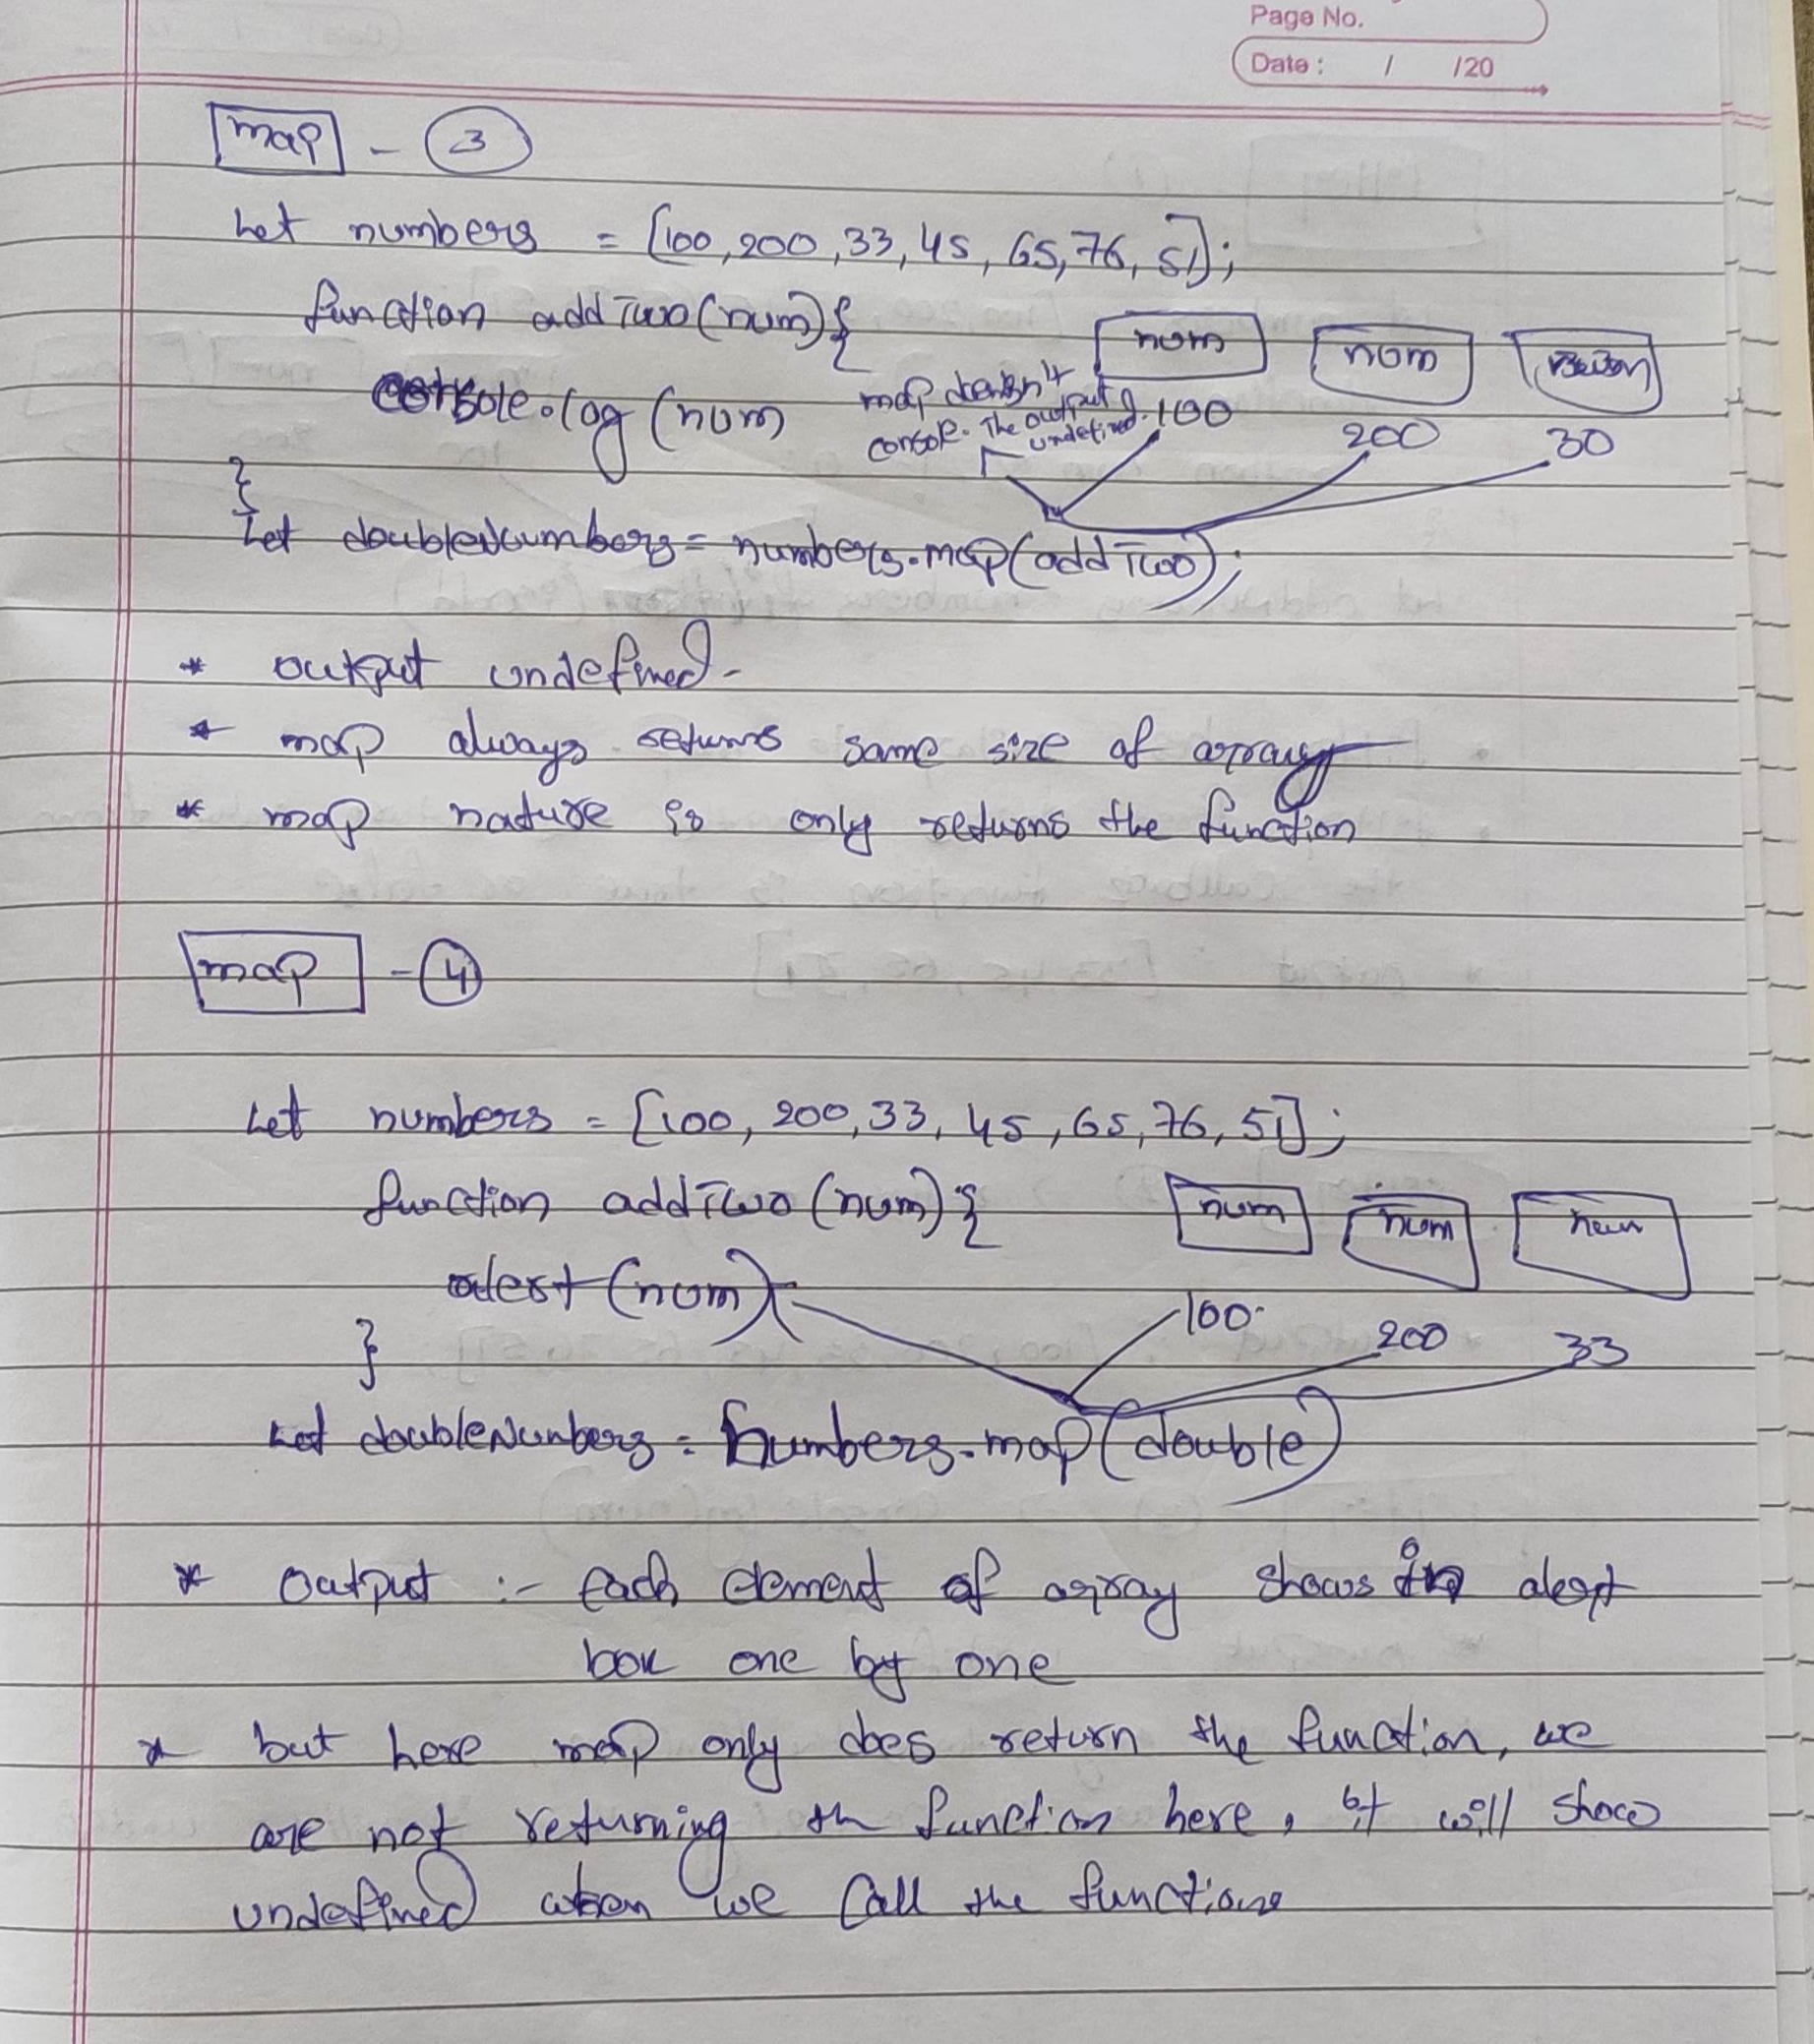 Page No.
Date : / /20
map - 3
Let numbers = [100, 200, 33, 45, 65, 76, 51];
function addTwo(num){
num num
console.log (num
map doesn't
console. The output
undefined.
100 200 30
}
Let doubleNumbers = numbers.map(addTwo);
* output undefined.
* map always returns same size of array
* map nature is only returns the function
map - 4
Let numbers = [100, 200, 33, 45, 65, 76, 51];
function addTwo (num) {
num num num
alert (num)
100 200 33
}
Let doubleNumbers = numbers.map(double)
* Output :- Each element of array shows in alert
box one by one
* but here map only does return the function, we
are not returning th function here, it will show
undefined when we call the functions